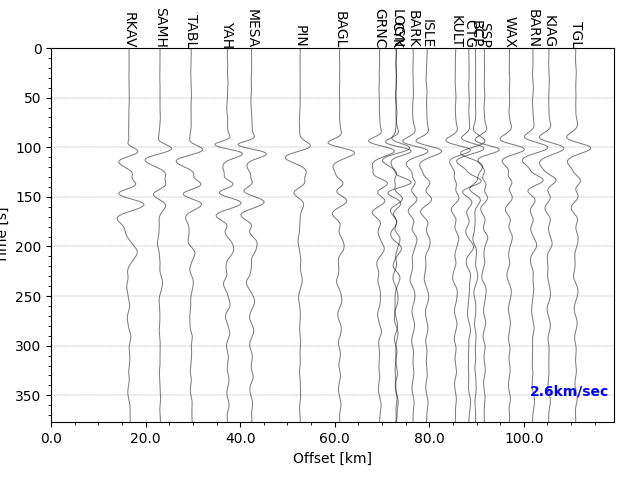 RKAV SAMH TABL YAH MESA PIN BAGL GRNC BARK ISLE KULT CTG SSP WAX BARN KIAG TGL
0
50
100
150
200
250
300
350
2.6km/sec
0.0 20.0 40.0 60.0 80.0 100.0
Offset [km]